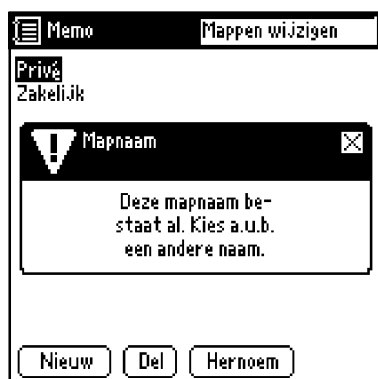 Memo
Mappen wijzigen
Privé
Zakelijk
Mapnaam
Deze mapnaam be-
staat al. Kies a.u.b.
een andere naam.
Nieuw
Del
Hernoem